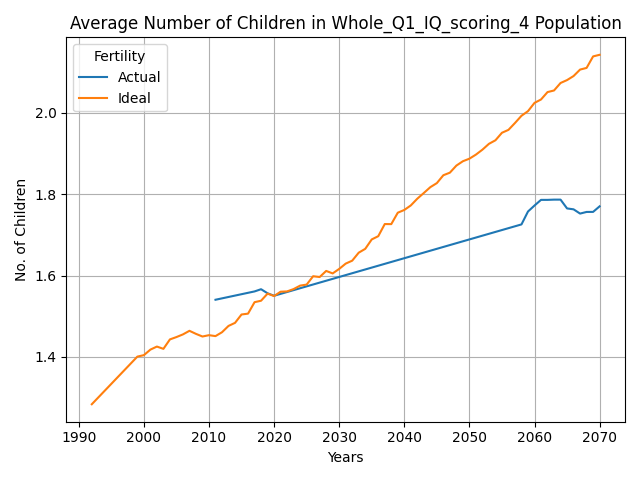 Average Number of Children in Whole_Q1_IQ_scoring_4 Population
Fertility
Actual
Ideal
No. of Children
2.0
1.8
1.6
1.4
1990 2000 2010 2020 2030 2040 2050 2060 2070
Years